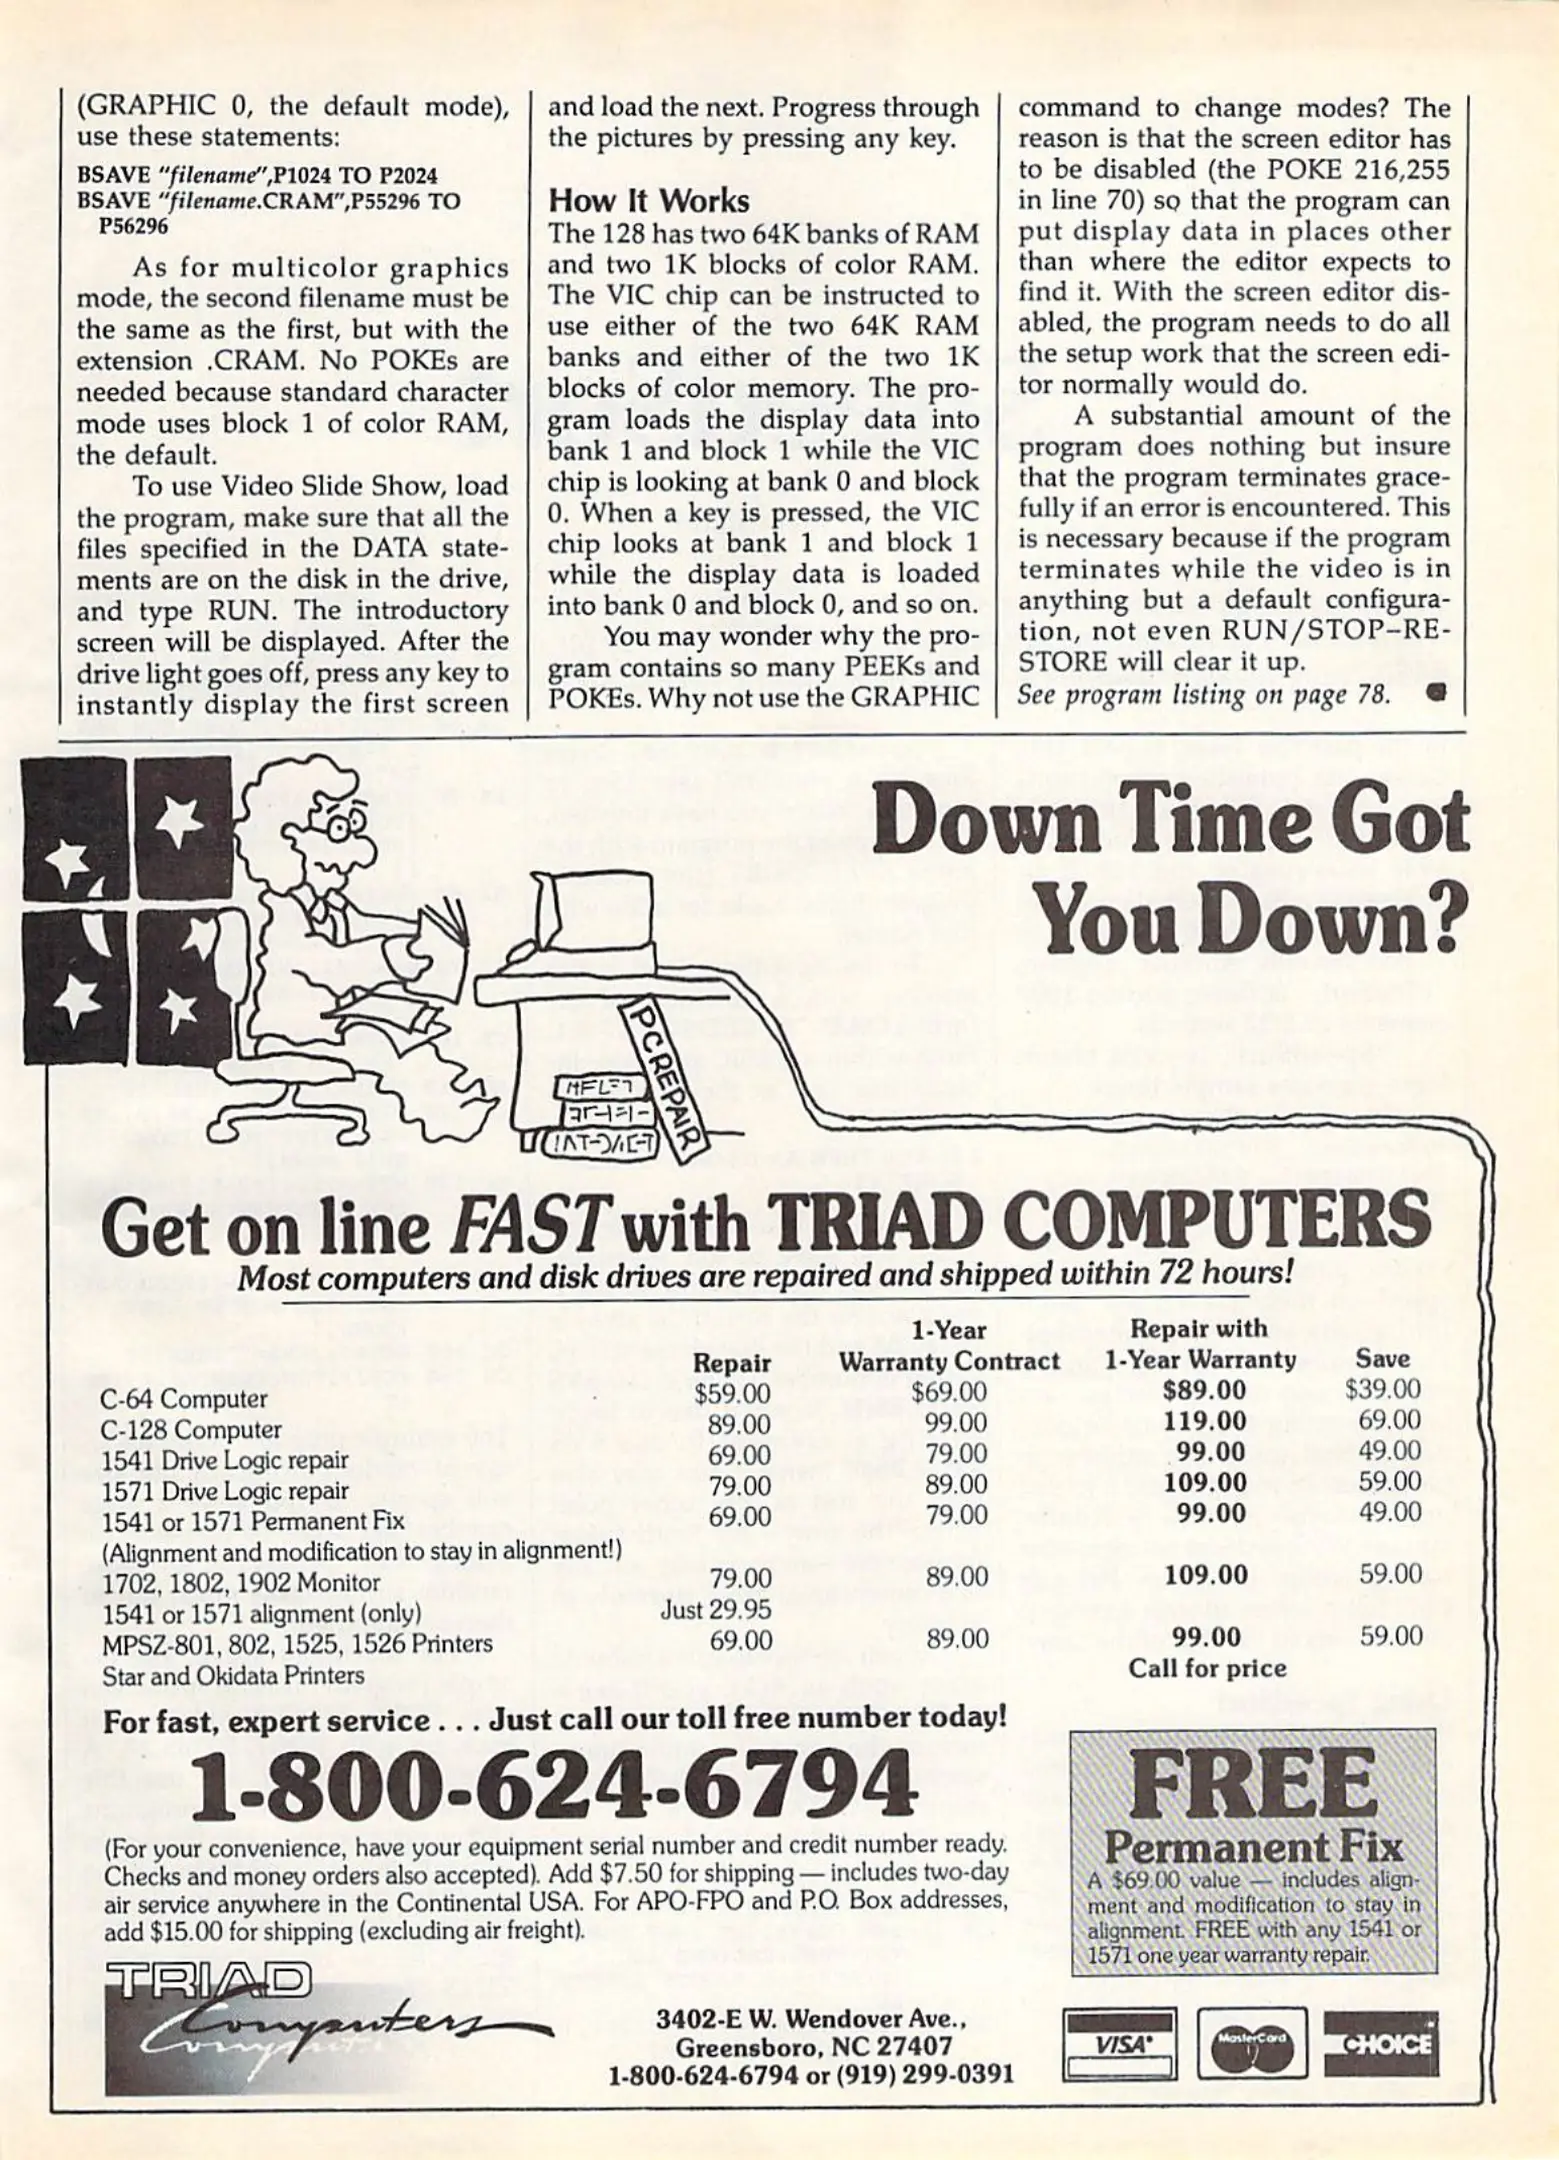 (GRAPHIC 0, the default mode),
use these statements:
BSAVE "filename",P1024 TO P2024
BSAVE "filename.CRAM",P55296 TO
P56296
As for multicolor graphics
mode, the second filename must be
the same as the first, but with the
extension .CRAM. No POKEs are
needed because standard character
mode uses block 1 of color RAM,
the default.
To use Video Slide Show, load
the program, make sure that all the
files specified in the DATA state-
ments are on the disk in the drive,
and type RUN. The introductory
screen will be displayed. After the
drive light goes off, press any key to
instantly display the first screen
and load the next. Progress through
the pictures by pressing any key.
How It Works
The 128 has two 64K banks of RAM
and two 1K blocks of color RAM.
The VIC chip can be instructed to
use either of the two 64K RAM
banks and either of the two 1K
blocks of color memory. The pro-
gram loads the display data into
bank 1 and block 1 while the VIC
chip is looking at bank 0 and block
0. When a key is pressed, the VIC
chip looks at bank 1 and block 1
while the display data is loaded
into bank 0 and block 0, and so on.
You may wonder why the pro-
gram contains so many PEEKs and
POKEs. Why not use the GRAPHIC
command to change modes? The
reason is that the screen editor has
to be disabled (the POKE 216,255
in line 70) so that the program can
put display data in places other
than where the editor expects to
find it. With the screen editor dis-
abled, the program needs to do all
the setup work that the screen edi-
tor normally would do.
A substantial amount of the
program does nothing but insure
that the program terminates grace-
fully if an error is encountered. This
is necessary because if the program
terminates while the video is in
anything but a default configura-
tion, not even RUN/STOP–RE-
STORE will clear it up.
See program listing on page 78.
Down Time Got
You Down?
PC REPAIR
Get on line FAST with TRIAD COMPUTERS
Most computers and disk drives are repaired and shipped within 72 hours!
1-Year Repair with
Repair Warranty Contract 1-Year Warranty Save
C-64 Computer $59.00 $69.00 $89.00 $39.00
C-128 Computer 89.00 99.00 119.00 69.00
1541 Drive Logic repair 69.00 79.00 99.00 49.00
1571 Drive Logic repair 79.00 89.00 109.00 59.00
1541 or 1571 Permanent Fix 69.00 79.00 99.00 49.00
(Alignment and modification to stay in alignment!)
1702, 1802, 1902 Monitor 79.00 89.00 109.00 59.00
1541 or 1571 alignment (only) Just 29.95
MPSZ-801, 802, 1525, 1526 Printers 69.00 89.00 99.00 59.00
Star and Okidata Printers Call for price
For fast, expert service . . . Just call our toll free number today!
1-800-624-6794
(For your convenience, have your equipment serial number and credit number ready.
Checks and money orders also accepted). Add $7.50 for shipping — includes two-day
air service anywhere in the Continental USA. For APO-FPO and P.O. Box addresses,
add $15.00 for shipping (excluding air freight).
FREE
Permanent Fix
A $69.00 value — includes align-
ment and modification to stay in
alignment. FREE with any 1541 or
1571 one year warranty repair.
TRIAD
Computers
3402-E W. Wendover Ave.,
Greensboro, NC 27407
1-800-624-6794 or (919) 299-0391
VISA
MasterCard
CHOICE